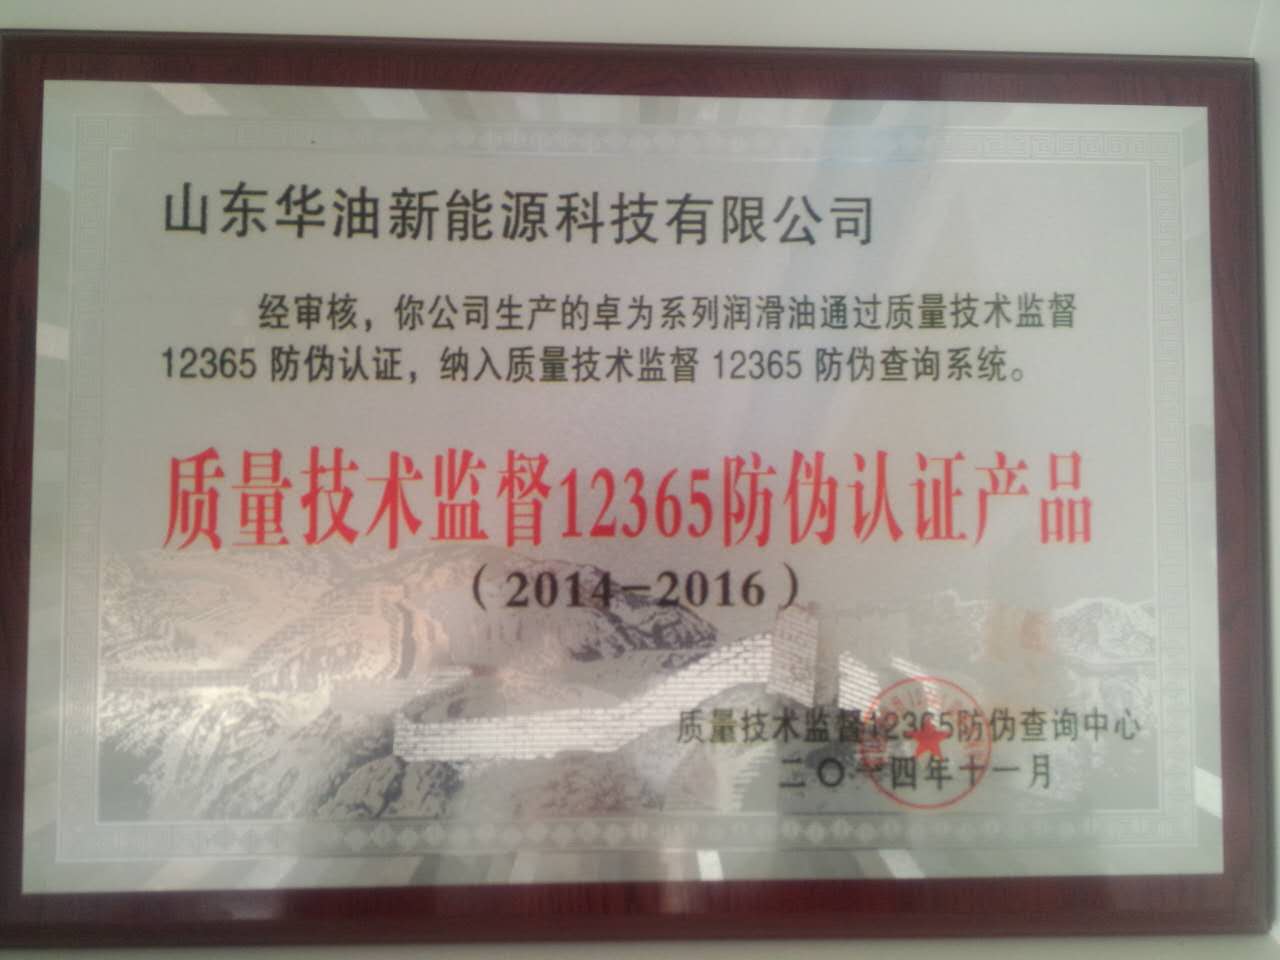 山东华油新能源科技有限公司
经审核，你公司生产的卓为系列润滑油通过质量技术监督
12365 防伪认证，纳入质量技术监督 12365 防伪查询系统。
质量技术监督12365防伪认证产品
（2014-2016）
质量技术监督12365防伪查询中心
二〇一四年十一月